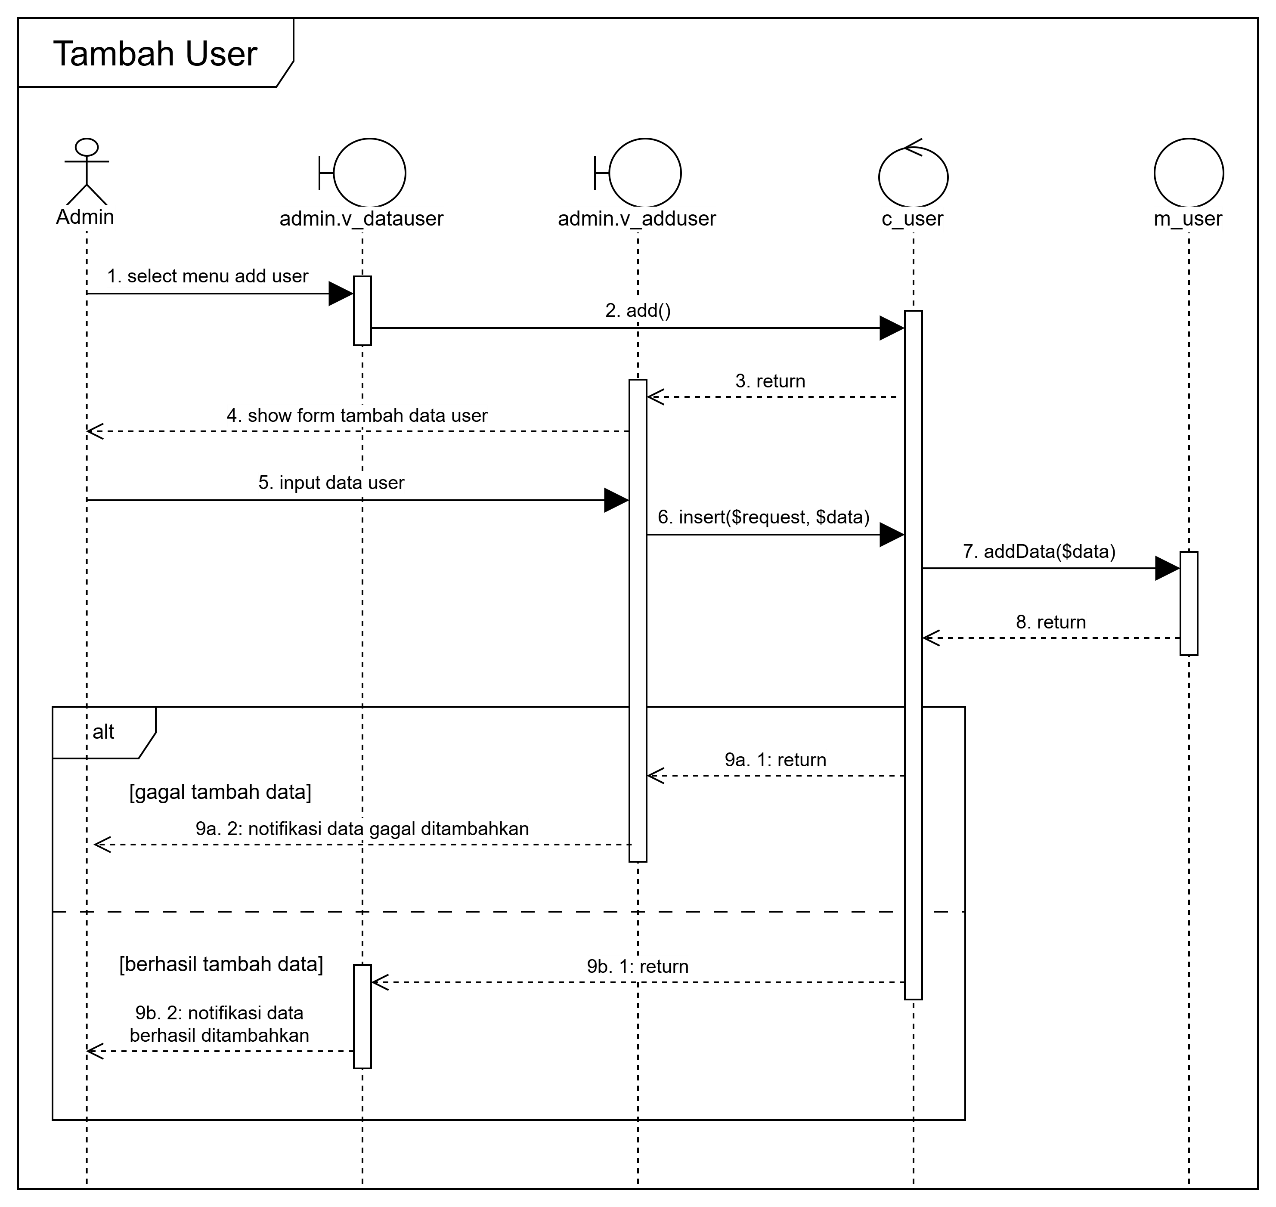 Tambah User
Admin
admin.v_datauser
admin.v_adduser
c_user
m_user
1. select menu add user
2. add()
3. return
4. show form tambah data user
5. input data user
6. insert($request, $data)
7. addData($data)
8. return
alt
9a. 1: return
[gagal tambah data]
9a. 2: notifikasi data gagal ditambahkan
[berhasil tambah data]
9b. 1: return
9b. 2: notifikasi data
berhasil ditambahkan